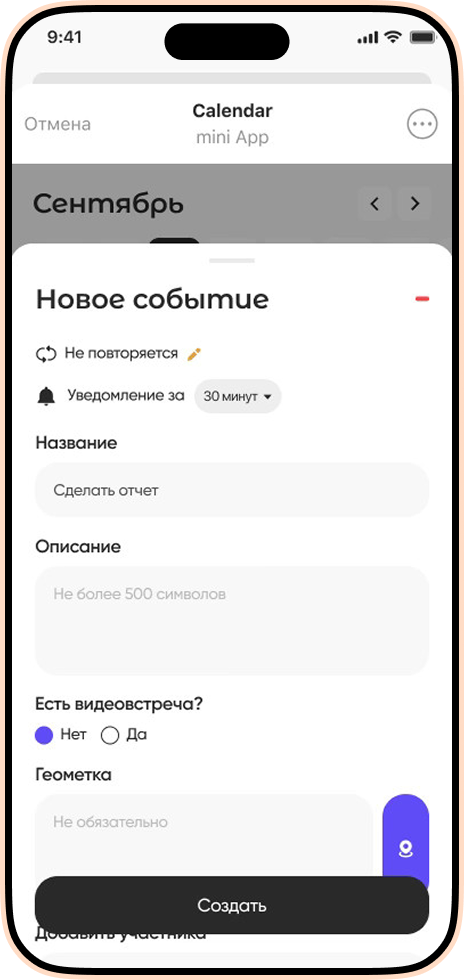 9:41
Отмена
Calendar
mini App
Сентябрь
Новое событие
Не повторяется
Уведомление за
30 минут
Название
Сделать отчет
Описание
Не более 500 символов
Есть видеовстреча?
Нет
Да
Геометка
Не обязательно
Создать
Добавить участника